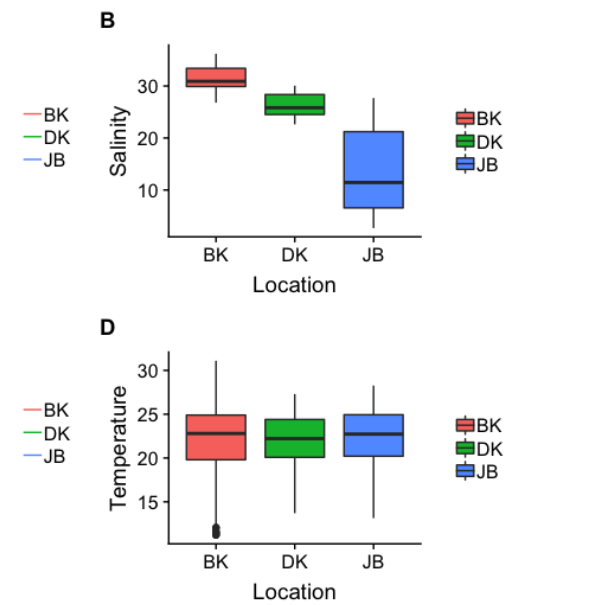 B
BK
DK
JB
Salinity
30
20
10
BK DK JB
Location
BK
DK
JB
D
BK
DK
JB
Temperature
30
25
20
15
BK DK JB
Location
BK
DK
JB